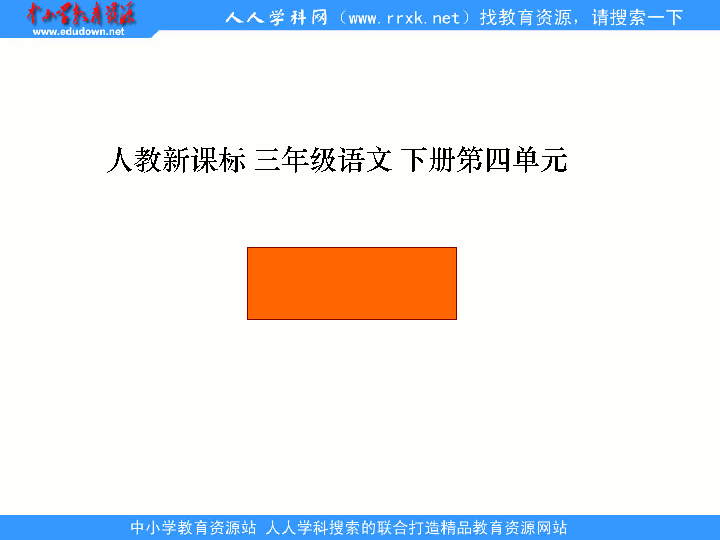 中小学教育资源
www.edudown.net
人人学科网（www.rrxk.net）找教育资源，请搜索一下
人教新课标 三年级语文 下册第四单元
中小学教育资源站 人人学科搜索的联合打造精品教育资源网站